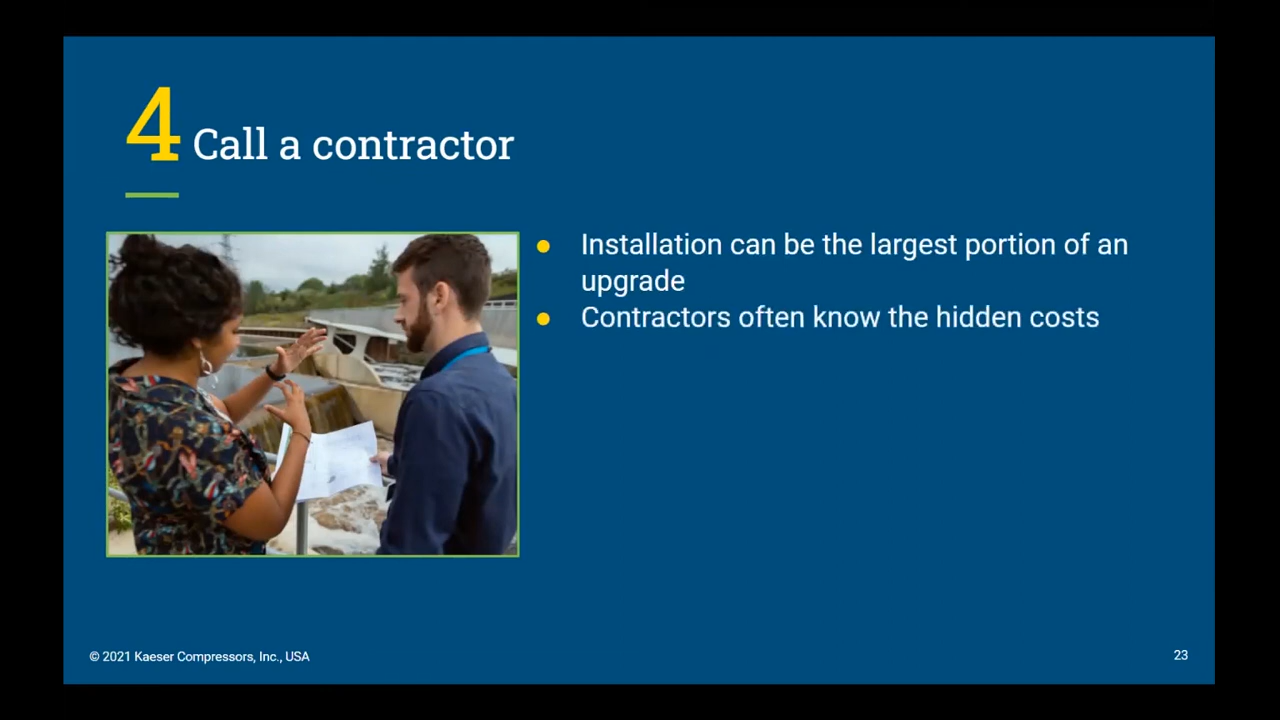 4 Call a contractor
● Installation can be the largest portion of an
upgrade
● Contractors often know the hidden costs
© 2021 Kaeser Compressors, Inc., USA
23